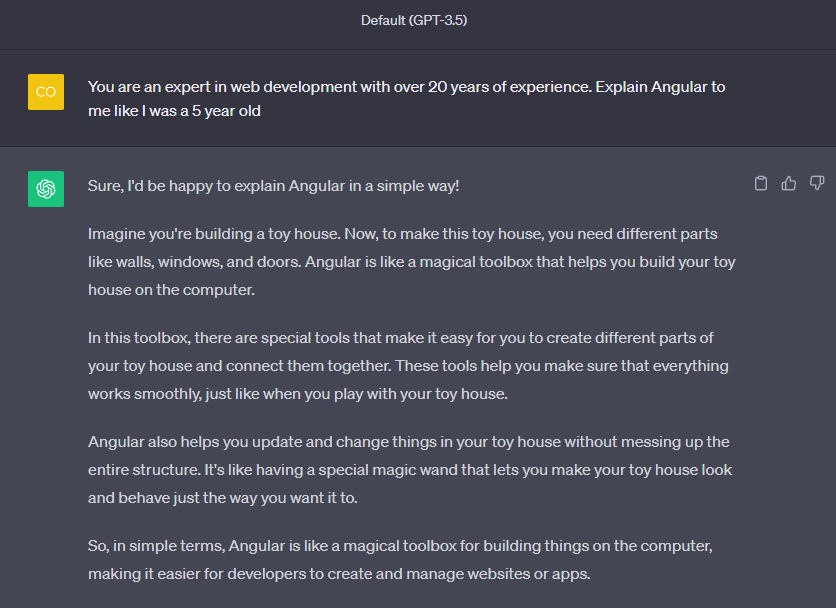 Default (GPT-3.5)
CO
You are an expert in web development with over 20 years of experience. Explain Angular to
me like I was a 5 year old
Sure, I'd be happy to explain Angular in a simple way!
Imagine you're building a toy house. Now, to make this toy house, you need different parts
like walls, windows, and doors. Angular is like a magical toolbox that helps you build your toy
house on the computer.
In this toolbox, there are special tools that make it easy for you to create different parts of
your toy house and connect them together. These tools help you make sure that everything
works smoothly, just like when you play with your toy house.
Angular also helps you update and change things in your toy house without messing up the
entire structure. It's like having a special magic wand that lets you make your toy house look
and behave just the way you want it to.
So, in simple terms, Angular is like a magical toolbox for building things on the computer,
making it easier for developers to create and manage websites or apps.